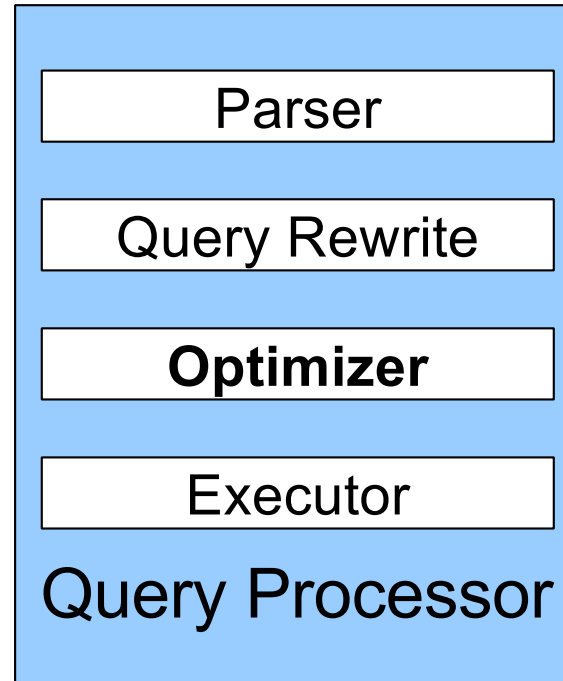 Parser
Query Rewrite
Optimizer
Executor
Query Processor